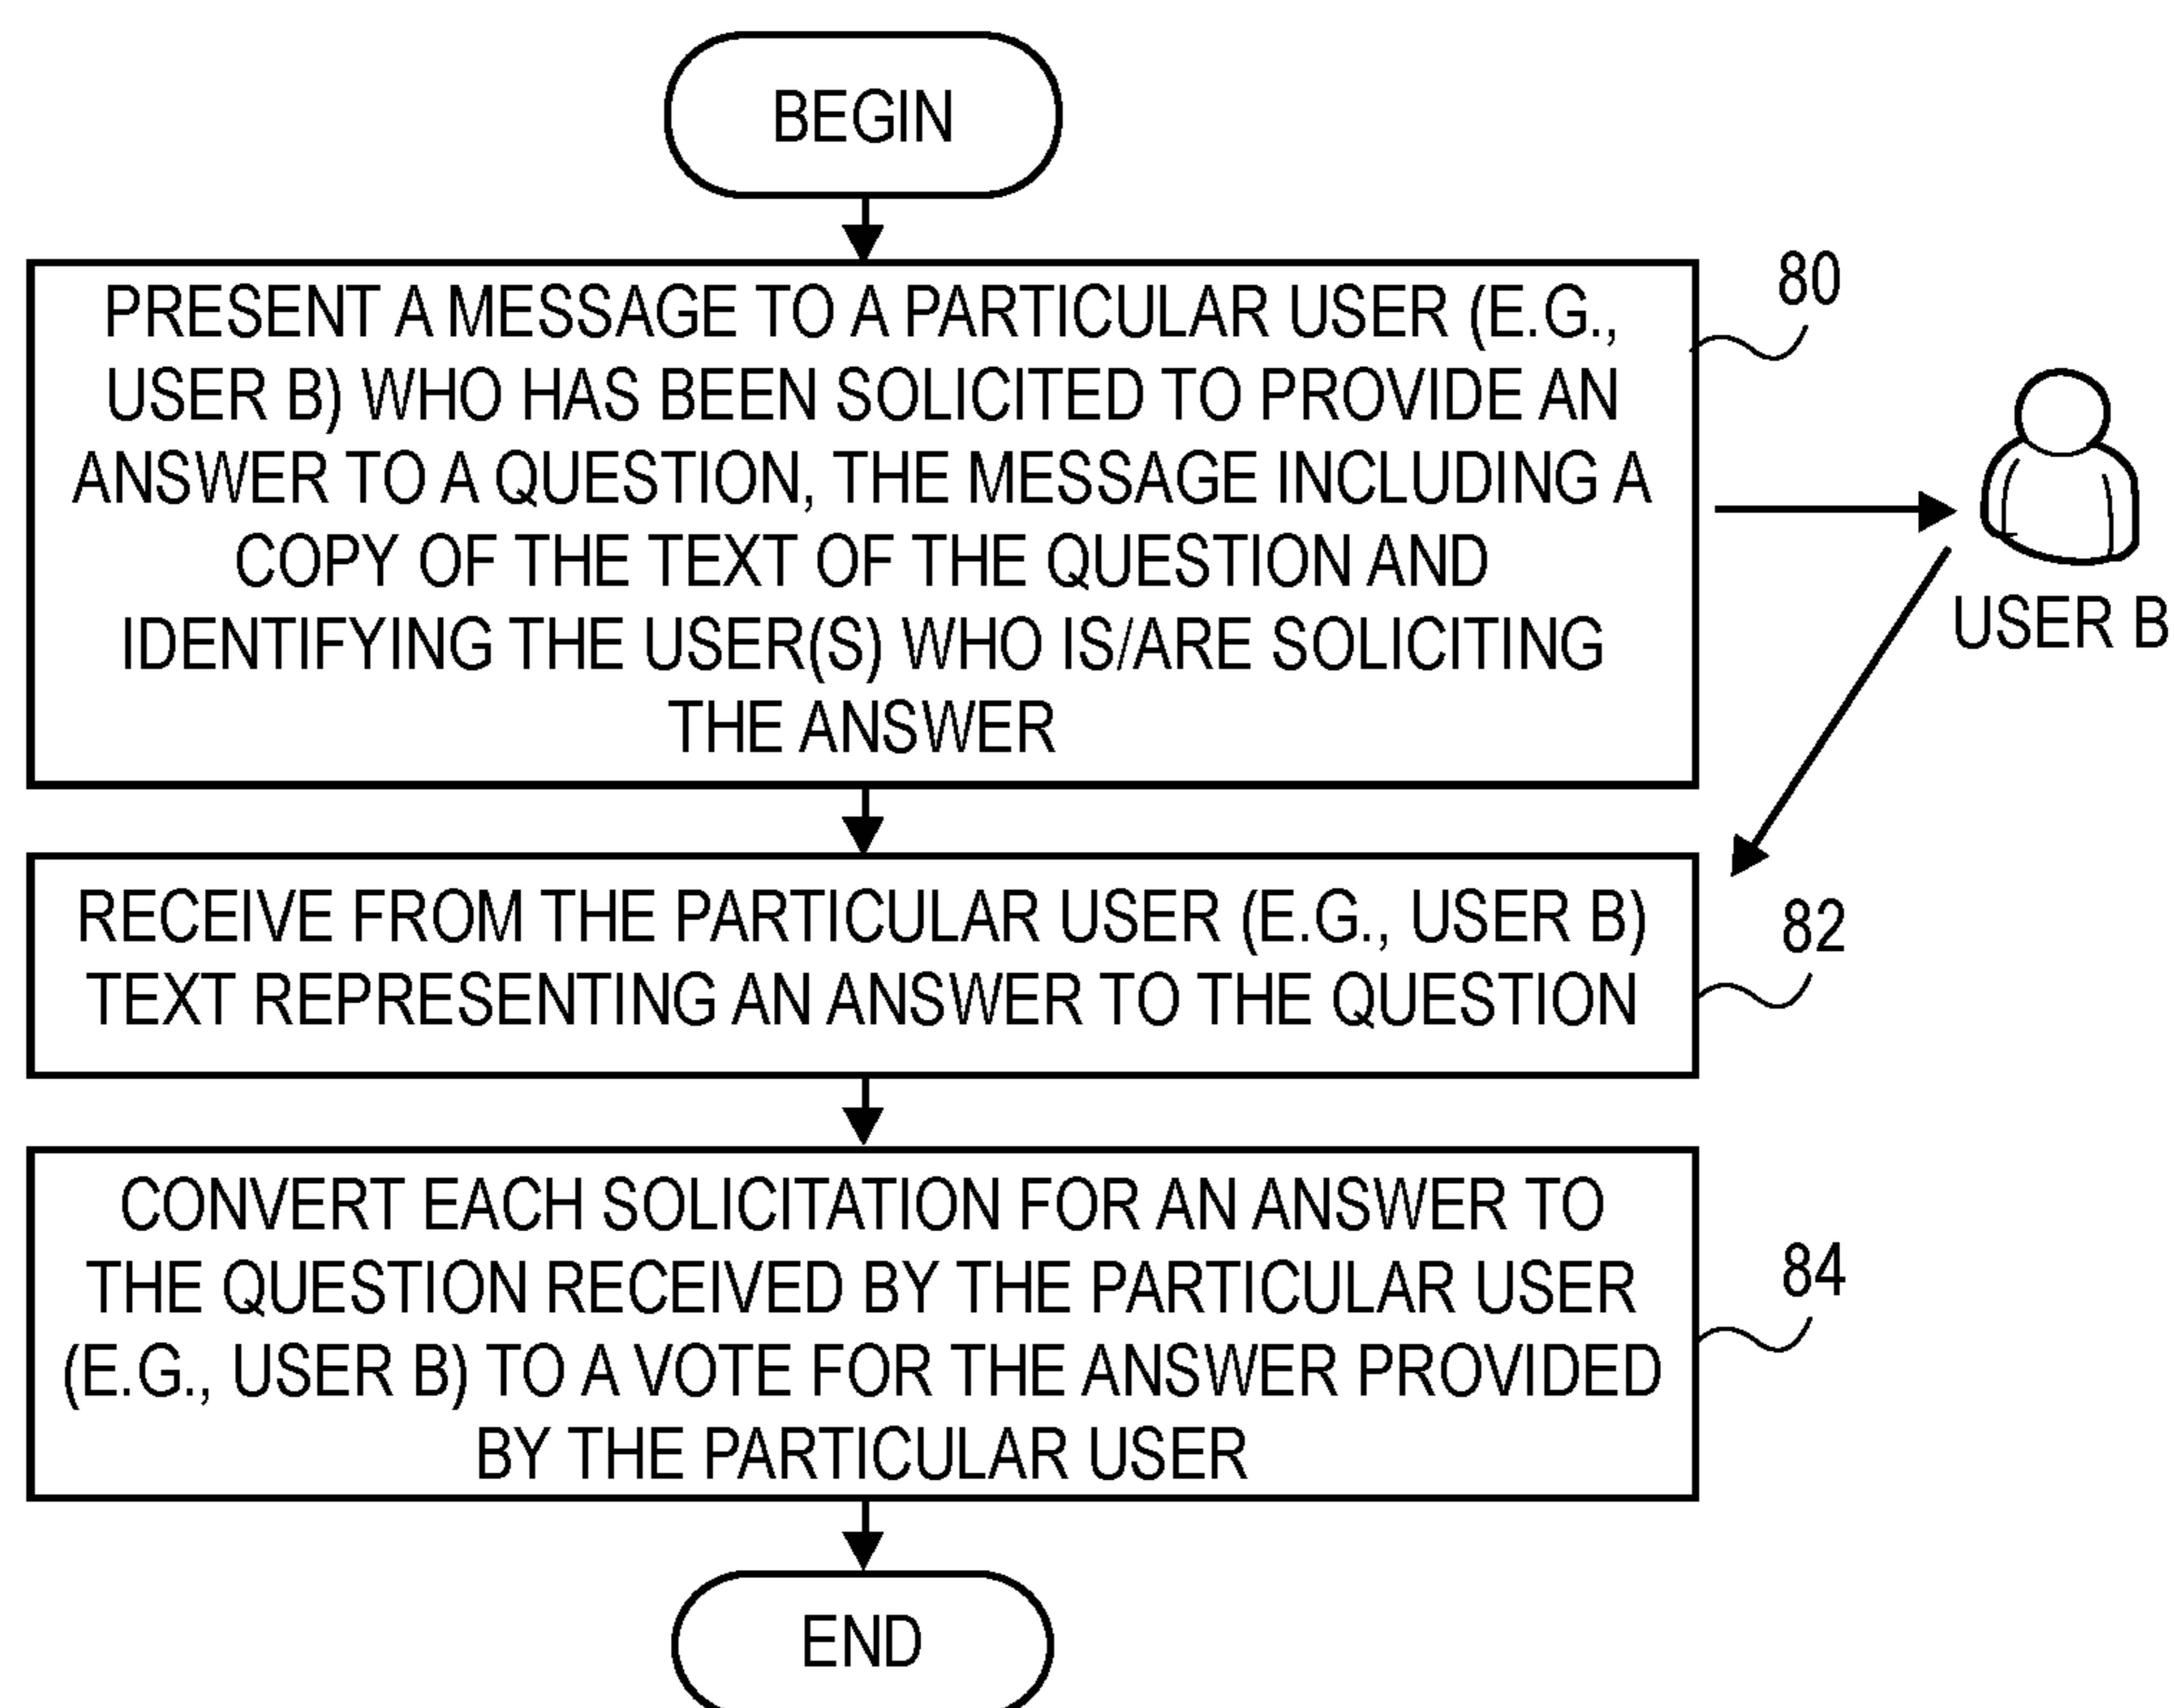 BEGIN
PRESENT A MESSAGE TO A PARTICULAR USER (E.G.,
USER B) WHO HAS BEEN SOLICITED TO PROVIDE AN
ANSWER TO A QUESTION, THE MESSAGE INCLUDING A
COPY OF THE TEXT OF THE QUESTION AND
IDENTIFYING THE USER(S) WHO IS/ARE SOLICITING
THE ANSWER
80
USER B
RECEIVE FROM THE PARTICULAR USER (E.G., USER B)
TEXT REPRESENTING AN ANSWER TO THE QUESTION
82
CONVERT EACH SOLICITATION FOR AN ANSWER TO
THE QUESTION RECEIVED BY THE PARTICULAR USER
(E.G., USER B) TO A VOTE FOR THE ANSWER PROVIDED
BY THE PARTICULAR USER
84
END